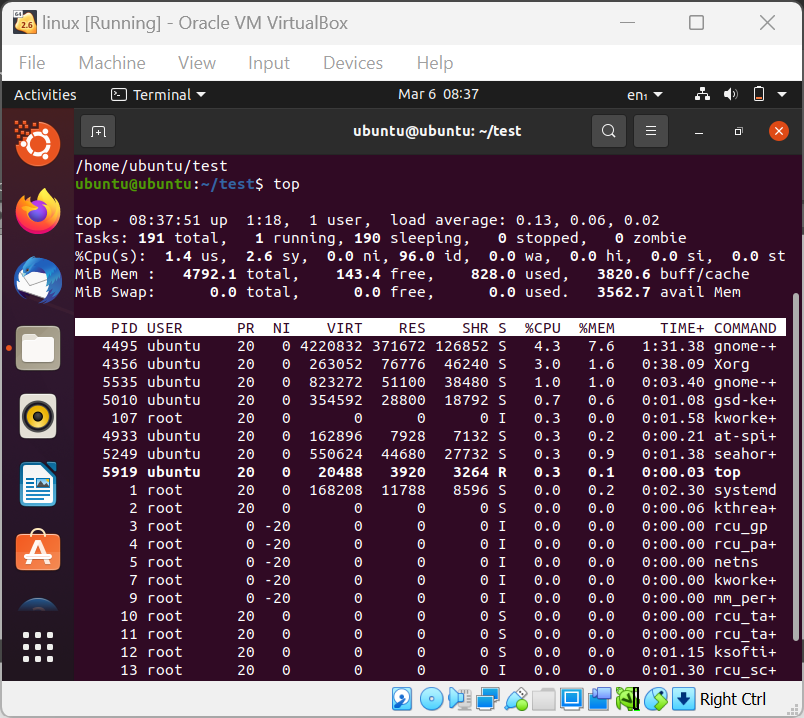 64
2.6
linux [Running] - Oracle VM VirtualBox
File Machine View Input Devices Help
Activities Terminal Mar 6 08:37 en₁
ubuntu@ubuntu: ~/test
/home/ubuntu/test
ubuntu@ubuntu:~/test$ top
top - 08:37:51 up  1:18,  1 user,  load average: 0.13, 0.06, 0.02
Tasks: 191 total,   1 running, 190 sleeping,   0 stopped,   0 zombie
%Cpu(s):  1.4 us,  2.6 sy,  0.0 ni, 96.0 id,  0.0 wa,  0.0 hi,  0.0 si,  0.0 st
MiB Mem :   4792.1 total,    143.4 free,    828.0 used,   3820.6 buff/cache
MiB Swap:      0.0 total,      0.0 free,      0.0 used.   3562.7 avail Mem
PID USER      PR  NI    VIRT    RES    SHR S  %CPU  %MEM     TIME+ COMMAND
4495 ubuntu    20   0 4220832 371672 126852 S   4.3   7.6   1:31.38 gnome-+
4356 ubuntu    20   0  263052  76776  46240 S   3.0   1.6   0:38.09 Xorg
5535 ubuntu    20   0  823272  51100  38480 S   1.0   1.0   0:03.40 gnome-+
5010 ubuntu    20   0  354592  28800  18792 S   0.7   0.6   0:01.08 gsd-ke+
107 root      20   0       0      0      0 I   0.3   0.0   0:01.58 kworke+
4933 ubuntu    20   0  162896   7928   7132 S   0.3   0.2   0:00.21 at-spi+
5249 ubuntu    20   0  550624  44680  27732 S   0.3   0.9   0:01.38 seahor+
5919 ubuntu    20   0   20488   3920   3264 R   0.3   0.1   0:00.03 top
1 root      20   0  168208  11788   8596 S   0.0   0.2   0:02.30 systemd
2 root      20   0       0      0      0 S   0.0   0.0   0:00.06 kthrea+
3 root       0 -20       0      0      0 I   0.0   0.0   0:00.00 rcu_gp
4 root       0 -20       0      0      0 I   0.0   0.0   0:00.00 rcu_pa+
5 root       0 -20       0      0      0 I   0.0   0.0   0:00.00 netns
7 root       0 -20       0      0      0 I   0.0   0.0   0:00.00 kworke+
9 root       0 -20       0      0      0 I   0.0   0.0   0:00.00 mm_per+
10 root      20   0       0      0      0 S   0.0   0.0   0:00.00 rcu_ta+
11 root      20   0       0      0      0 S   0.0   0.0   0:00.00 rcu_ta+
12 root      20   0       0      0      0 S   0.0   0.0   0:01.15 ksofti+
13 root      20   0       0      0      0 I   0.0   0.0   0:01.30 rcu_sc+
Right Ctrl